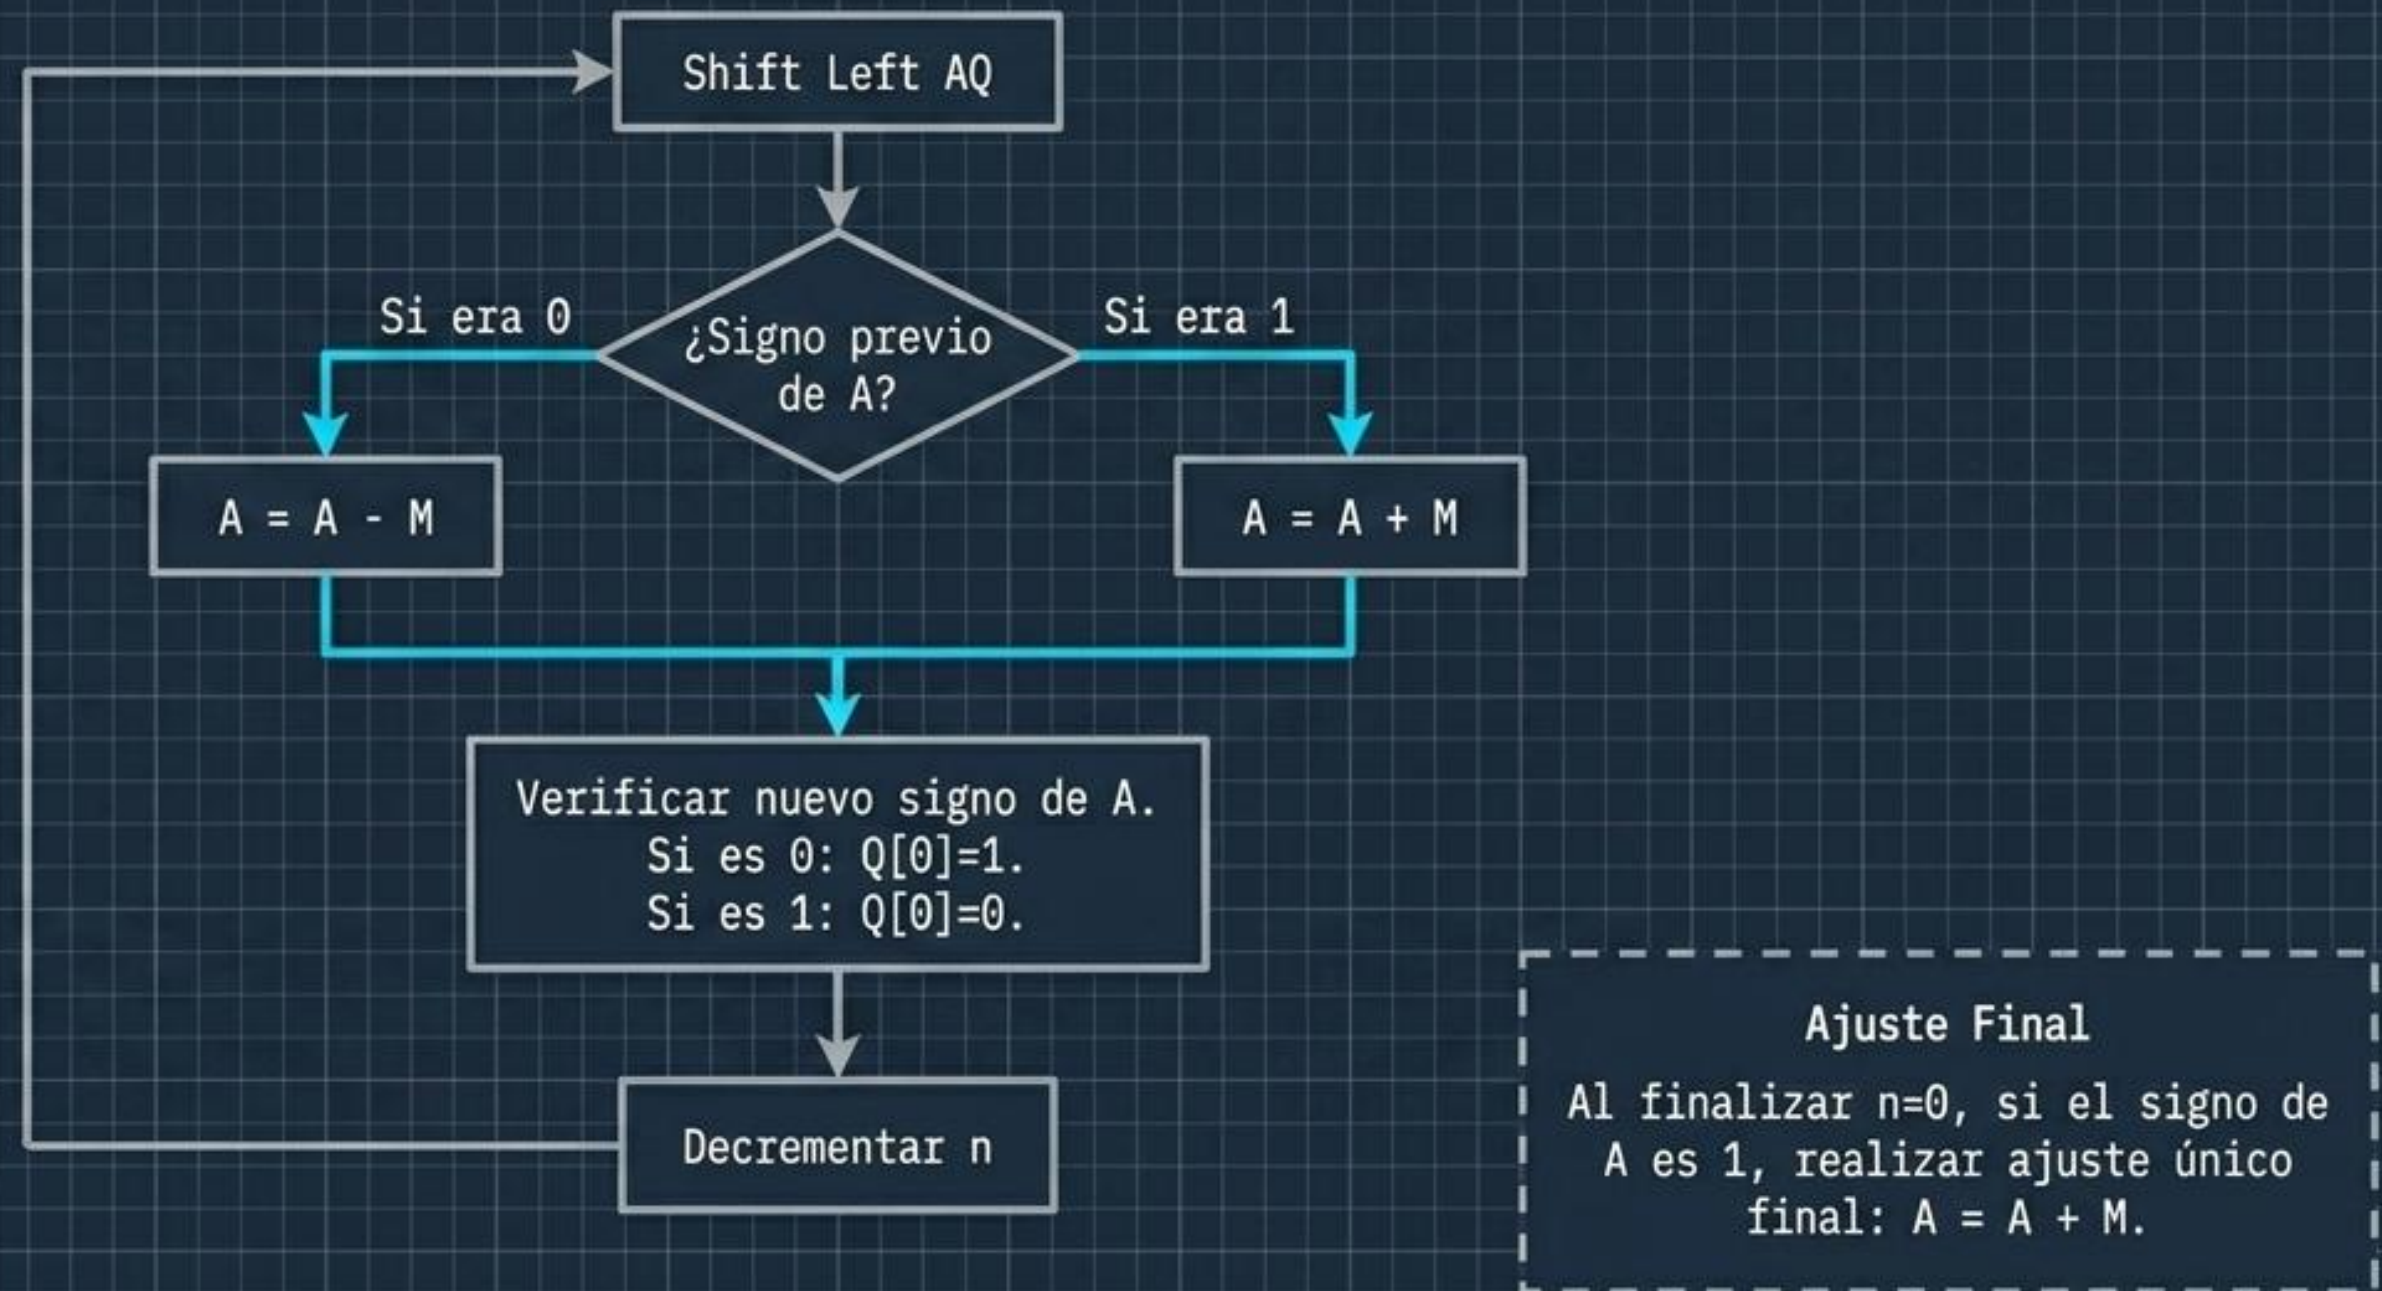 Shift Left AQ
Si era 0
¿Signo previo
de A?
Si era 1
A = A - M
A = A + M
Verificar nuevo signo de A.
Si es 0: Q[0]=1.
Si es 1: Q[0]=0.
Decrementar n
Ajuste Final
Al finalizar n=0, si el signo de
A es 1, realizar ajuste único
final: A = A + M.